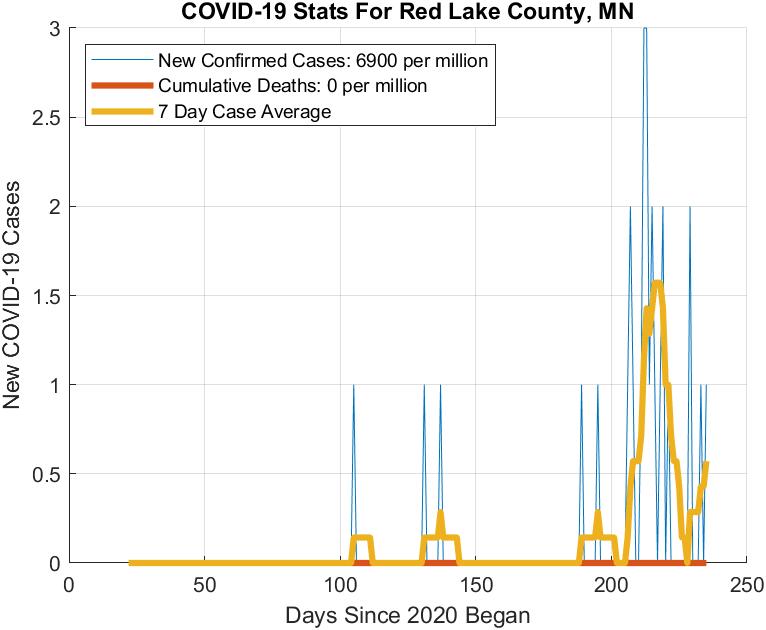 COVID-19 Stats For Red Lake County, MN
3
New Confirmed Cases: 6900 per million
Cumulative Deaths: 0 per million
7 Day Case Average
2.5
2
1.5
1
0.5
0
New COVID-19 Cases
0 50 100 150 200 250
Days Since 2020 Began